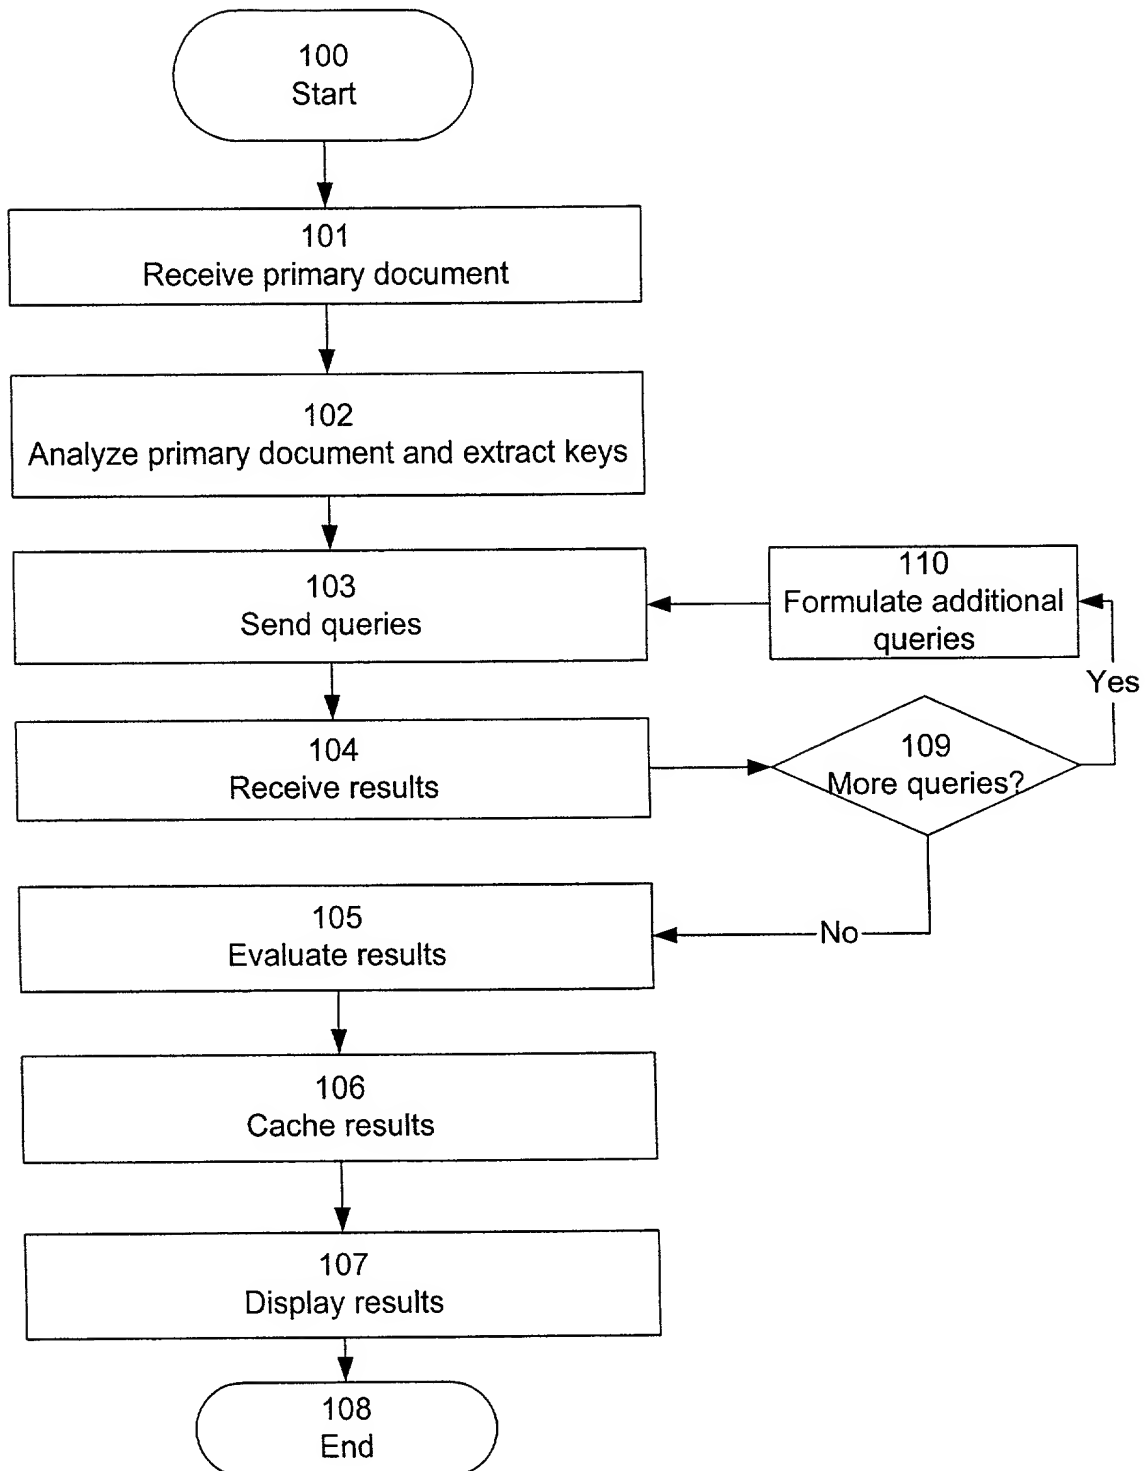 100
Start
101
Receive primary document
102
Analyze primary document and extract keys
103
Send queries
110
Formulate additional
queries
Yes
104
Receive results
109
More queries?
105
Evaluate results
No
106
Cache results
107
Display results
108
End